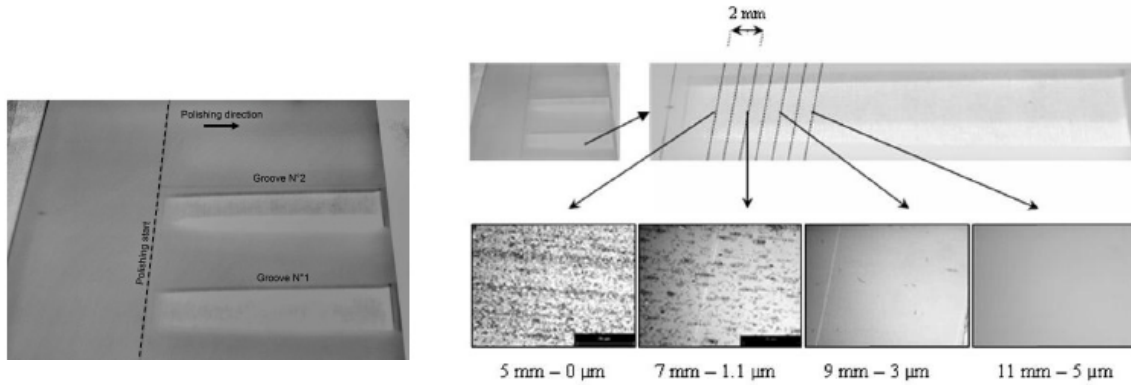 Polishing direction
Groove N°2
Polishing start
Groove N°1
2 mm
5 mm – 0 µm
7 mm – 1.1 µm
9 mm – 3 µm
11 mm – 5 µm